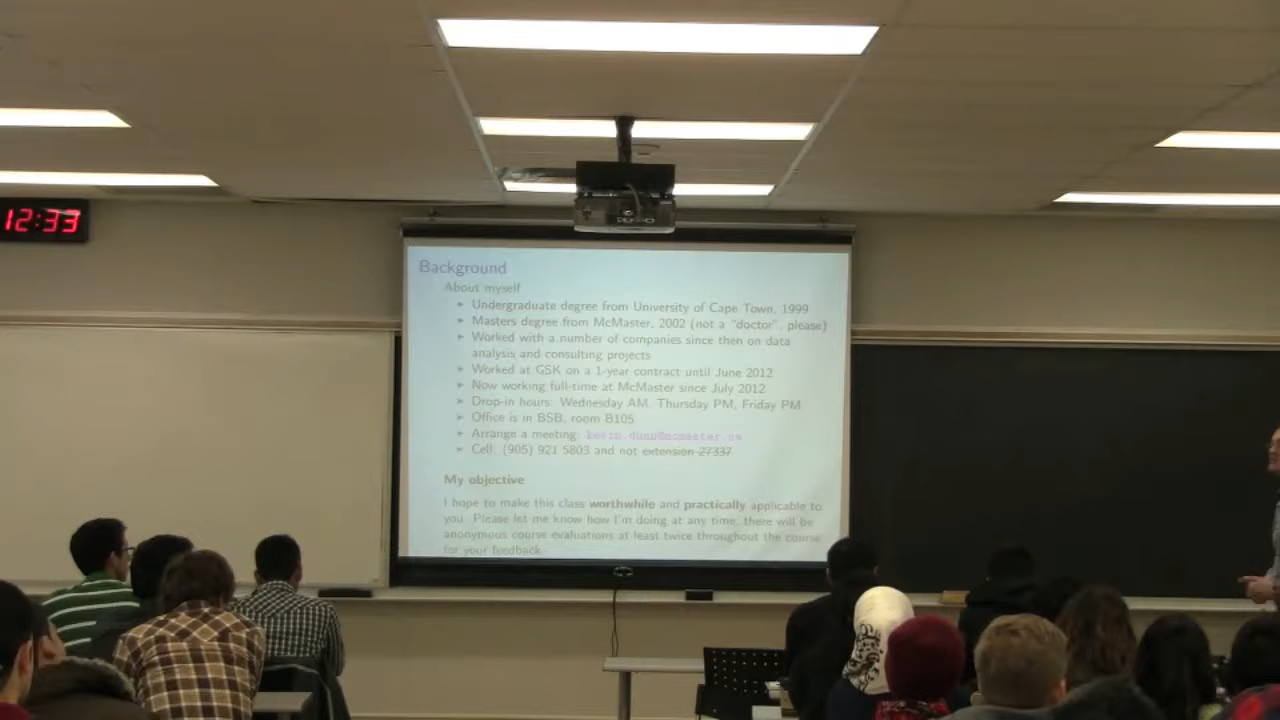 12:33
Background
About myself
► Undergraduate degree from University of Cape Town, 1999
► Masters degree from McMaster, 2002 (not a "doctor", please)
► Worked with a number of companies since then on data
analysis and consulting projects
► Worked at GSK on a 1-year contract until June 2012
► Now working full-time at McMaster since July 2012
► Drop-in hours: Wednesday AM, Thursday PM, Friday PM
► Office is in BSB, room B105
► Arrange a meeting: kevin.dunn@mcmaster.ca
► Cell: (905) 921 5803 and not extension 27337
My objective
I hope to make this class worthwhile and practically applicable to
you. Please let me know how I'm doing at any time; there will be
anonymous course evaluations at least twice throughout the course
for your feedback